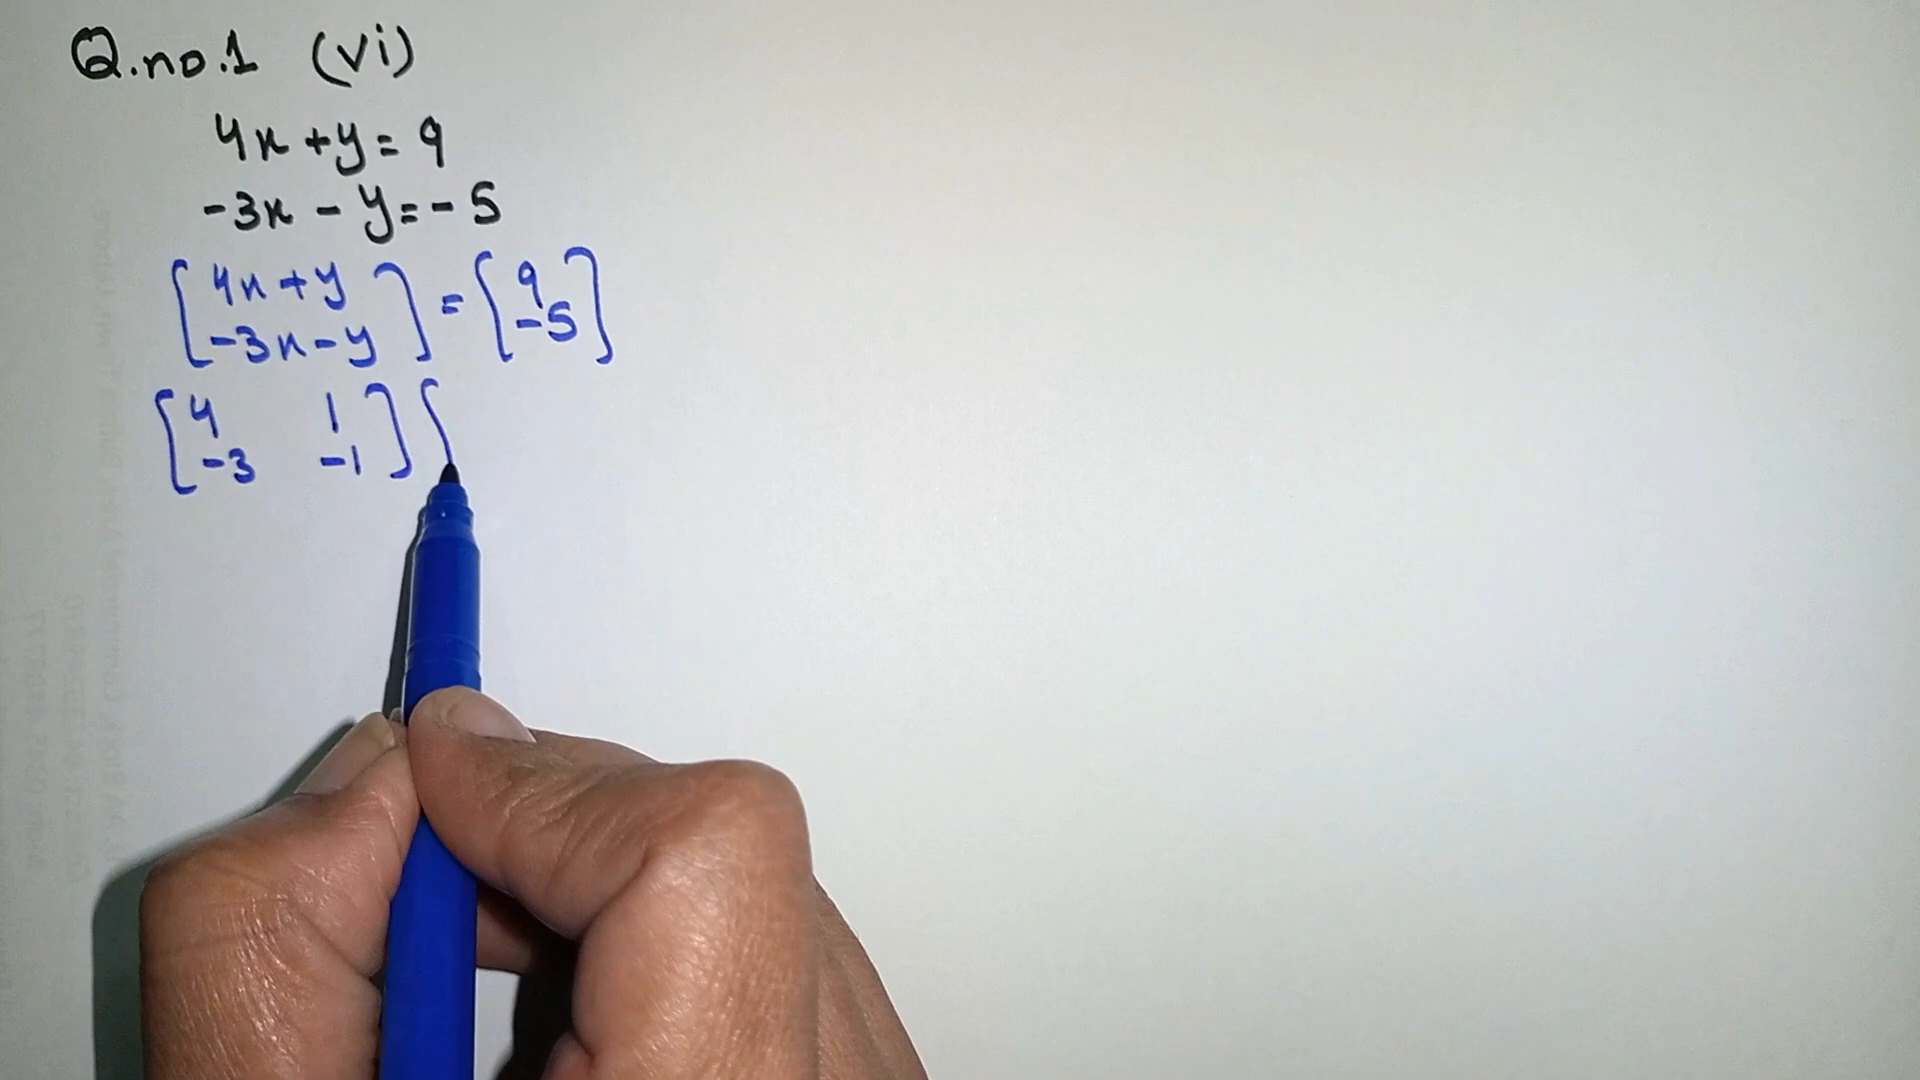 Q.no.1 (vi)
4x+y=9
-3x-y=-5
[4x+y -3x-y]=[9 -5]
[4 1 -3 -1][